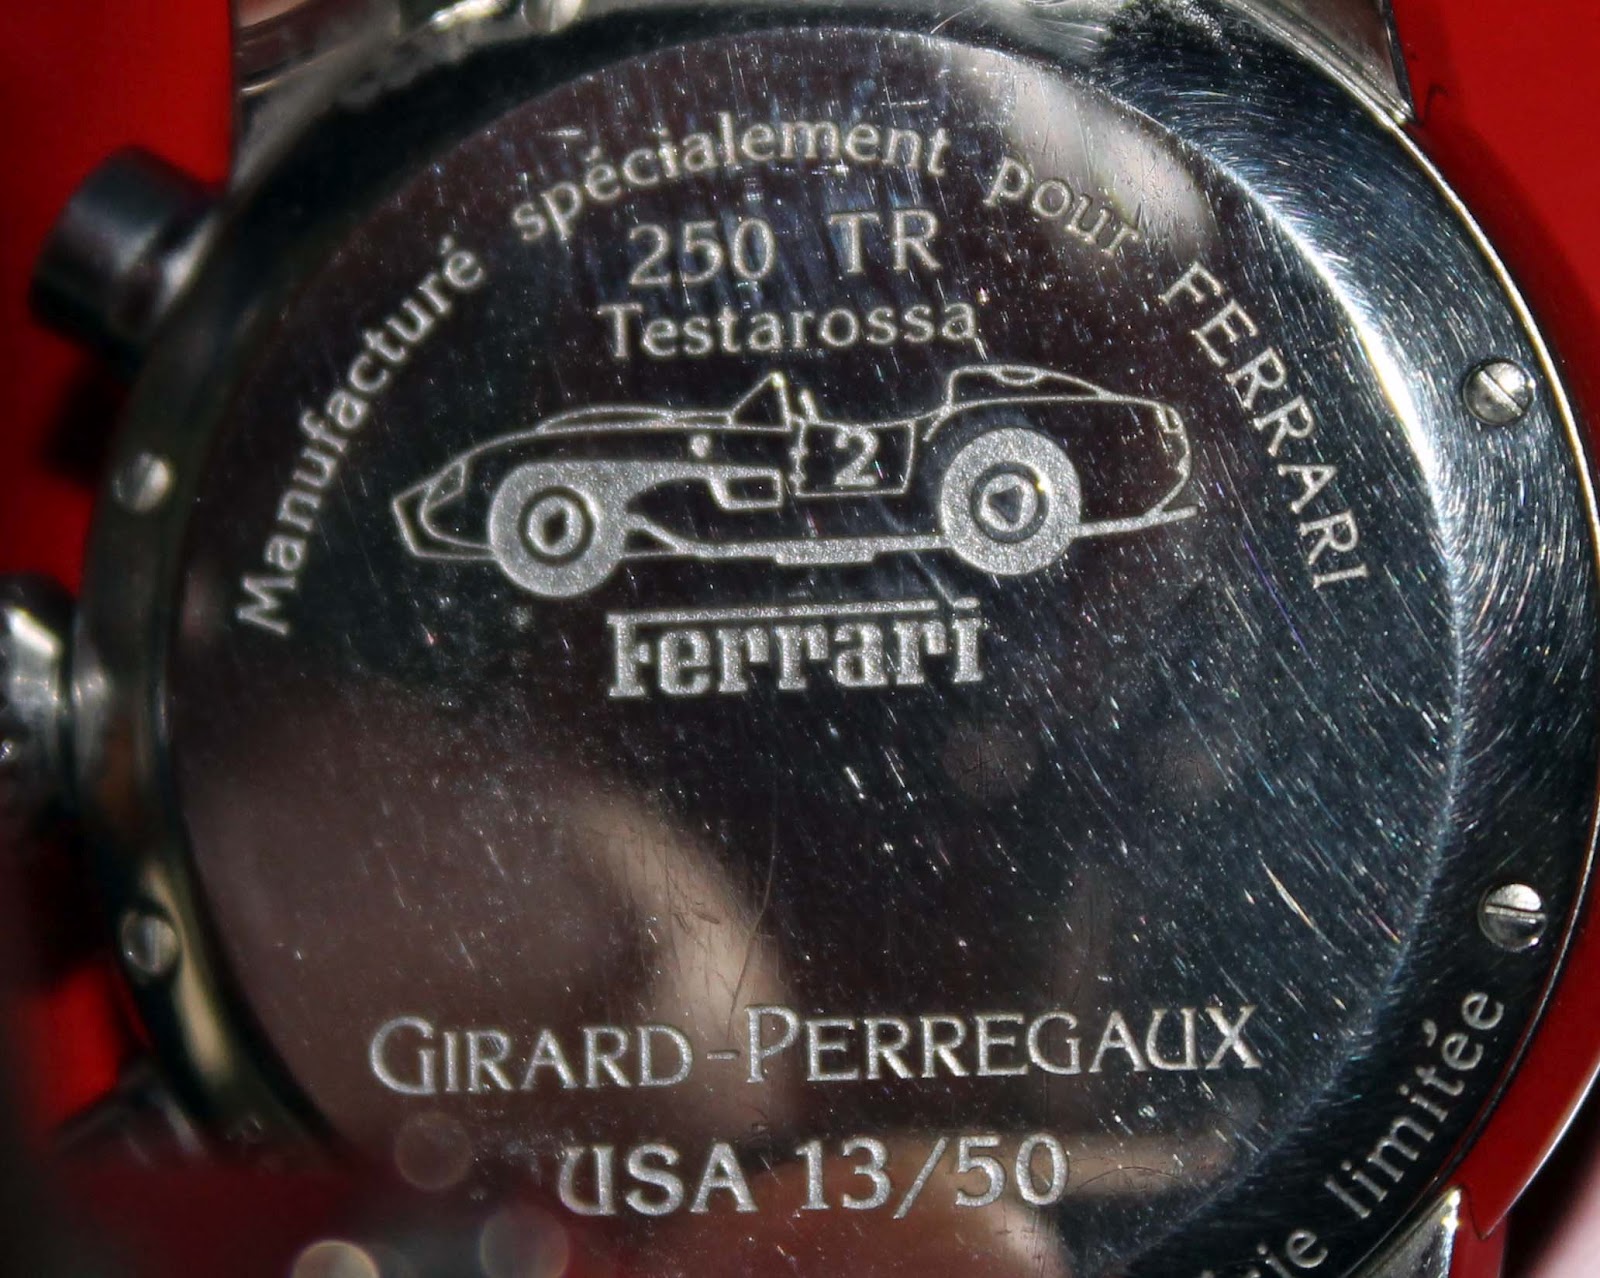 Manufacturé spécialement pour FERRARI
250 TR
Testarossa
2
Ferrari
GIRARD-PERREGAUX
USA 13/50
limitée